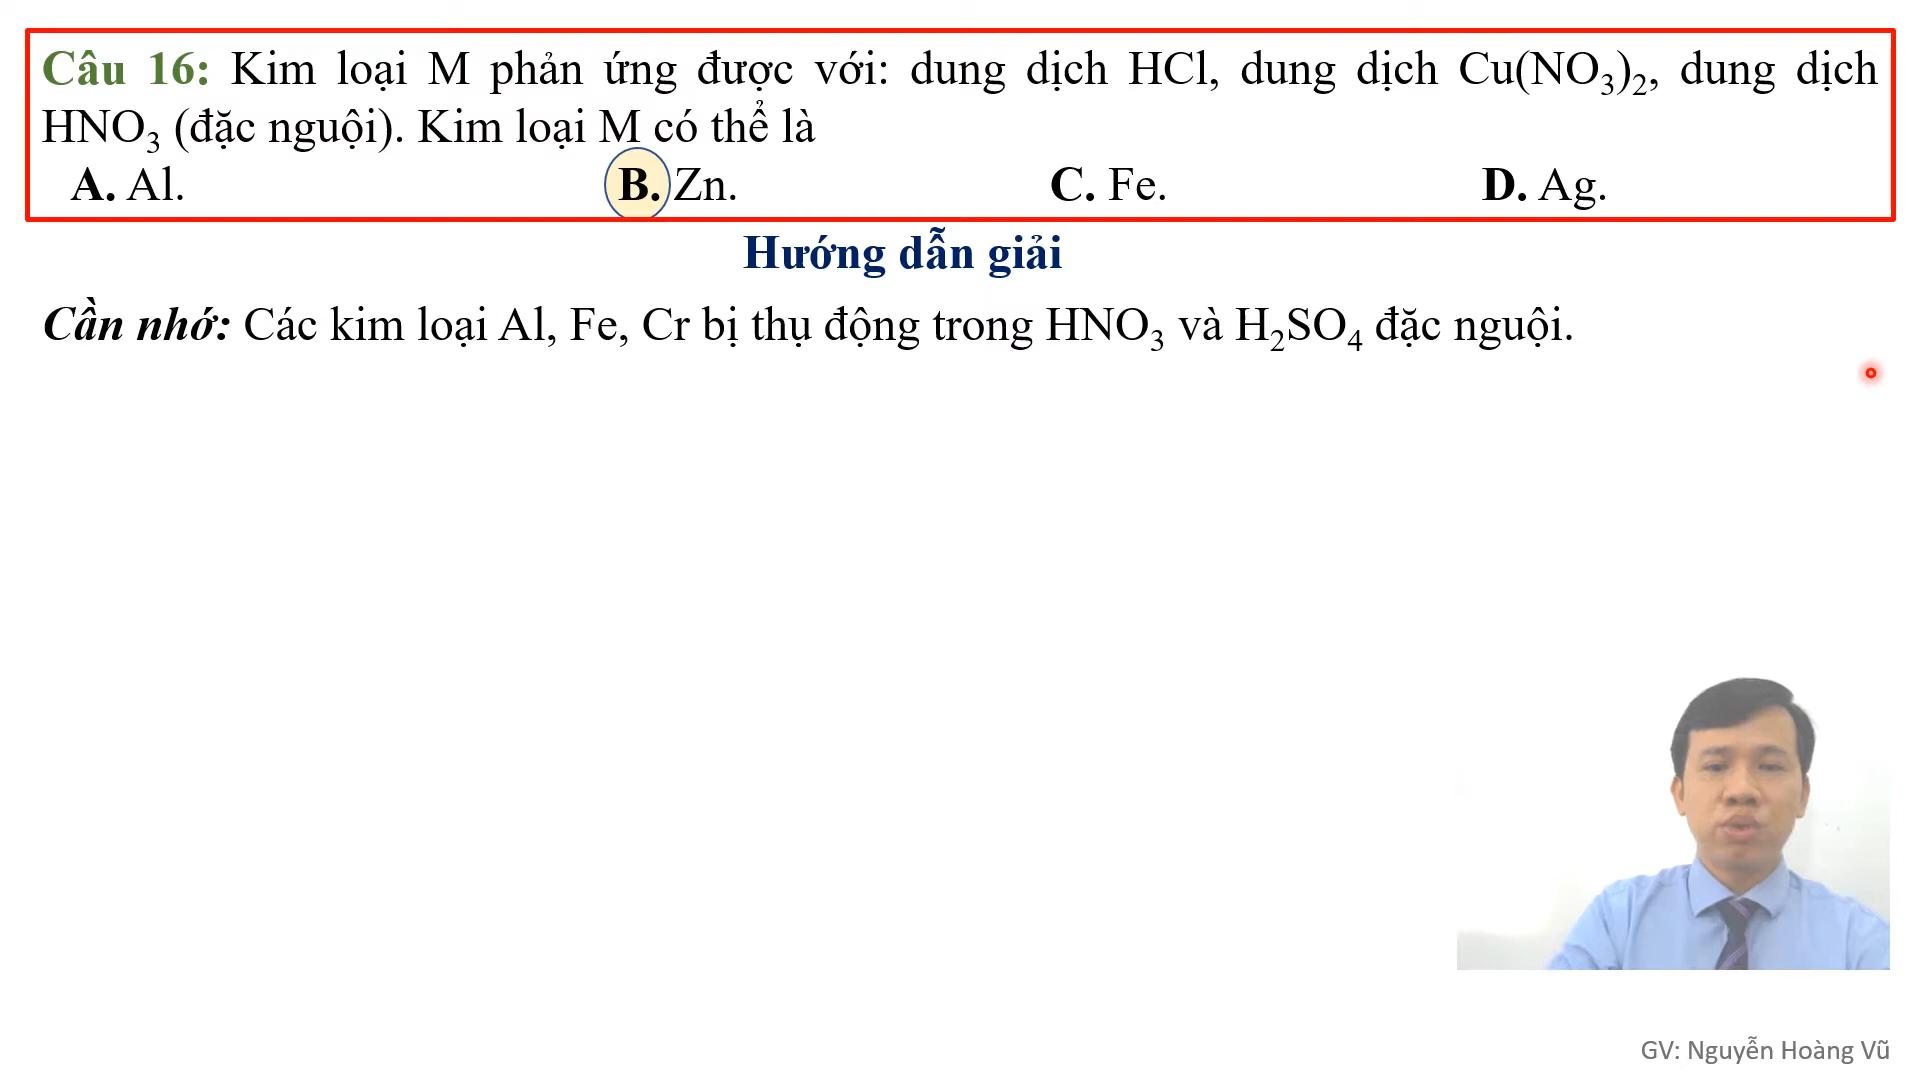 Câu 16: Kim loại M phản ứng được với: dung dịch HCl, dung dịch Cu(NO₃)₂, dung dịch
HNO₃ (đặc nguội). Kim loại M có thể là
A. Al. B. Zn. C. Fe. D. Ag.
Hướng dẫn giải
Cần nhớ: Các kim loại Al, Fe, Cr bị thụ động trong HNO₃ và H₂SO₄ đặc nguội.
GV: Nguyễn Hoàng Vũ